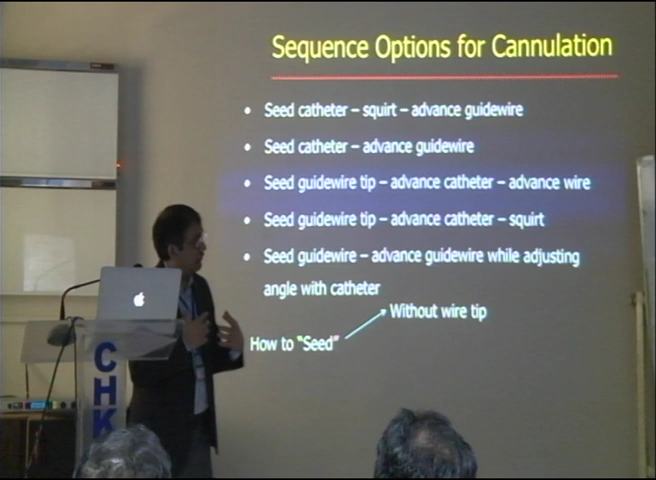 Sequence Options for Cannulation
• Seed catheter – squirt – advance guidewire
• Seed catheter – advance guidewire
• Seed guidewire tip – advance catheter – advance wire
• Seed guidewire tip – advance catheter – squirt
• Seed guidewire – advance guidewire while adjusting
angle with catheter
Without wire tip
How to "Seed"
CHK